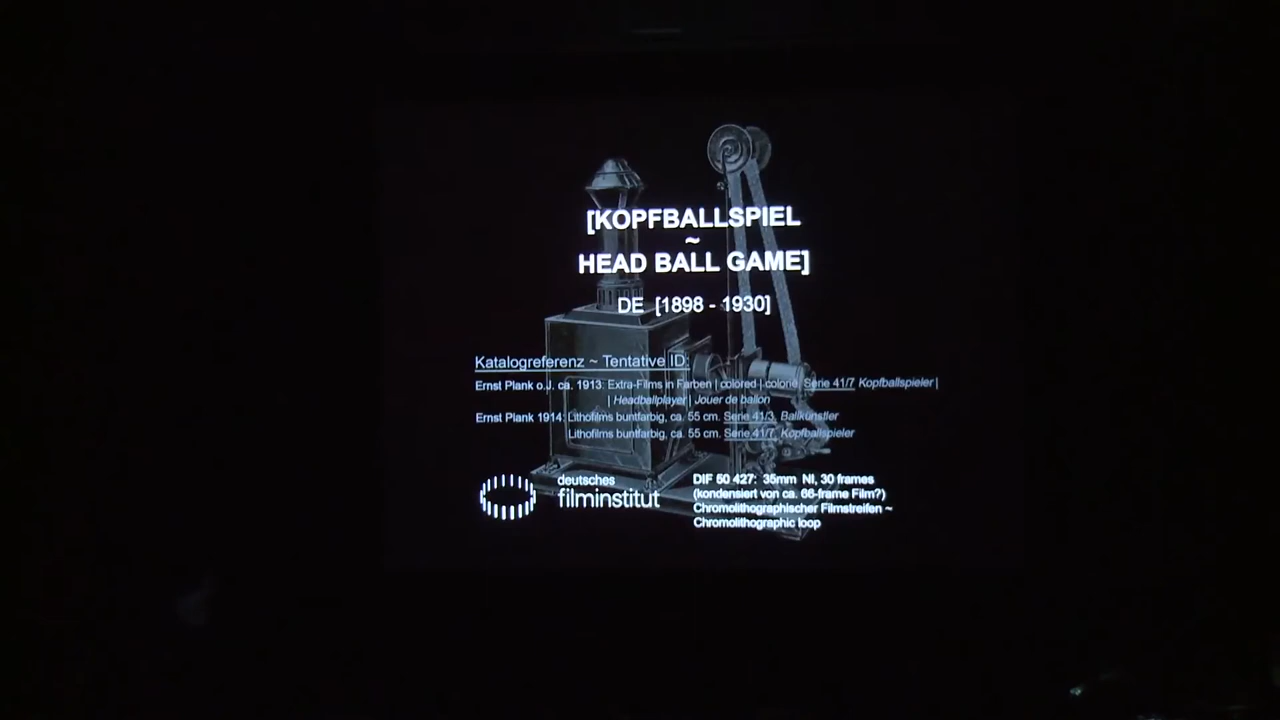 [KOPFBALLSPIEL
~
HEAD BALL GAME]
DE [1898 - 1930]
Katalogreferenz ~ Tentative ID:
Ernst Plank o.J. ca. 1913: Extra-Films in Farben | colored | colorié Serie 41/7 Kopfballspieler |
| Headballplayer | Jouer de ballon
Ernst Plank 1914: Lithofilms buntfarbig, ca. 55 cm. Serie 41/3, Ballkünstler
Lithofilms buntfarbig, ca. 55 cm. Serie 41/7, Kopfballspieler
deutsches
filminstitut
DIF 50 427: 35mm NI, 30 frames
(kondensiert von ca. 66-frame Film?)
Chromolithographischer Filmstreifen ~
Chromolithographic loop